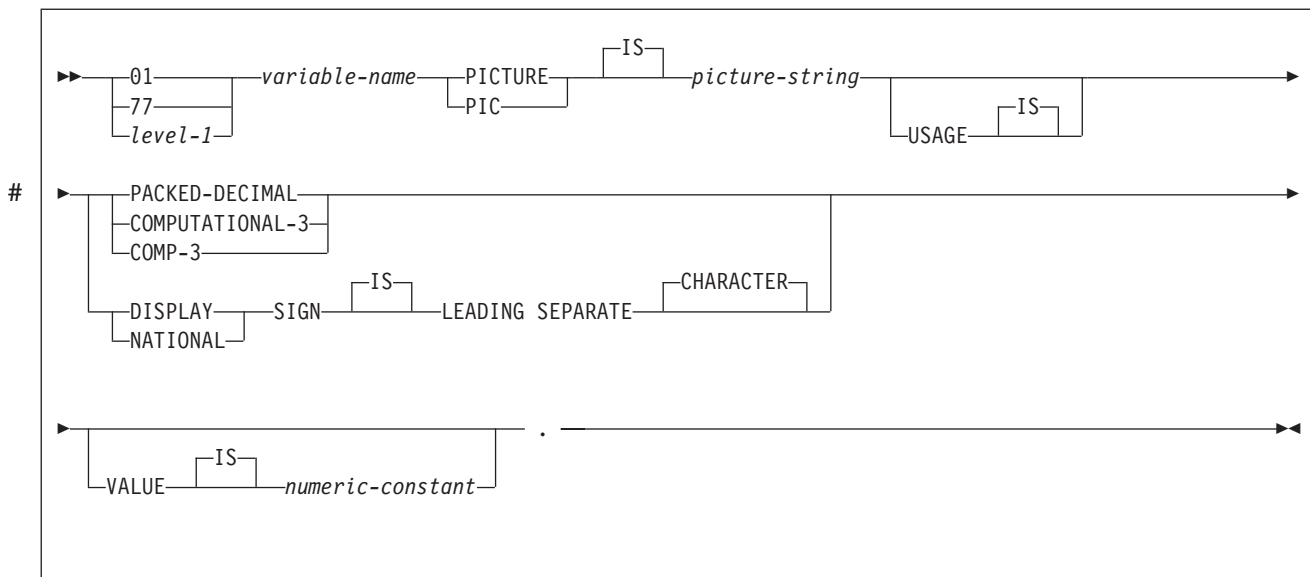 IS
01 variable-name PICTURE picture-string
77 PIC IS
level-1 USAGE
# PACKED-DECIMAL
COMPUTATIONAL-3
COMP-3
IS CHARACTER
DISPLAY SIGN LEADING SEPARATE
NATIONAL
.
IS
VALUE numeric-constant